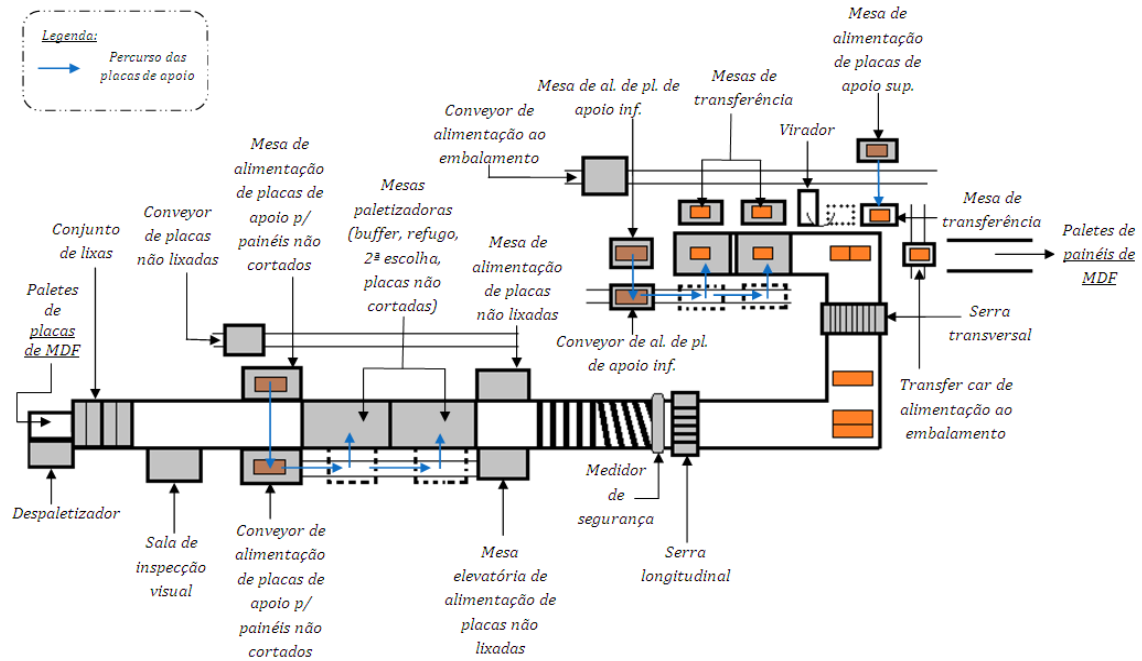 Legenda:
Percurso das
placas de apoio
Mesa de
alimentação
de placas de
apoio sup.
Mesa de al. de pl. de
apoio inf.
Mesas de
transferência
Conveyor de
alimentação ao
embalamento
Virador
Mesa de
alimentação
de placas de
apoio p/
painéis não
cortados
Mesas
paletizadoras
(buffer, refugo,
2ª escolha,
placas não
cortadas)
Conveyor
de placas
não lixadas
Conjunto
de lixas
Mesa de
alimentação
de placas
não lixadas
Mesa de
transferência
Paletes de
painéis de
MDF
Paletes
de
placas
de MDF
Conveyor de al. de pl.
de apoio inf.
Serra
transversal
Transfer car de
alimentação ao
embalamento
Medidor
de
segurança
Despaletizador
Sala de
inspecção
visual
Conveyor de
alimentação
de placas de
apoio p/
painéis não
cortados
Mesa
elevatória de
alimentação de
placas não
lixadas
Serra
longitudinal